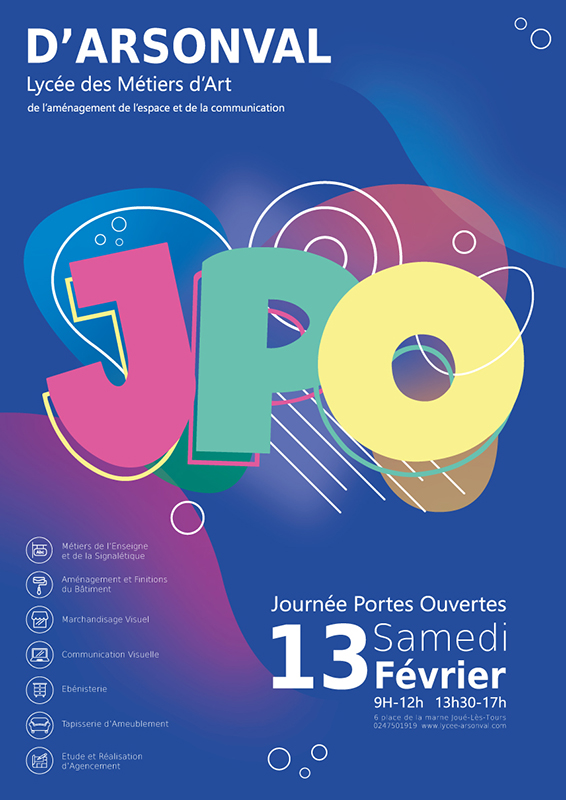 D'ARSONVAL
Lycée des Métiers d'Art
de l'aménagement de l'espace et de la communication
JPO
Métiers de l'Enseigne
et de la Signalétique
Aménagement et Finitions
du Bâtiment
Marchandisage Visuel
Communication Visuelle
Ebénisterie
Tapisserie d'Ameublement
Etude et Réalisation
d'Agencement
Journée Portes Ouvertes
13 Samedi
Février
9H-12h 13h30-17h
6 place de la marne Joué-Lès-Tours
0247501919 www.lycee-arsonval.com